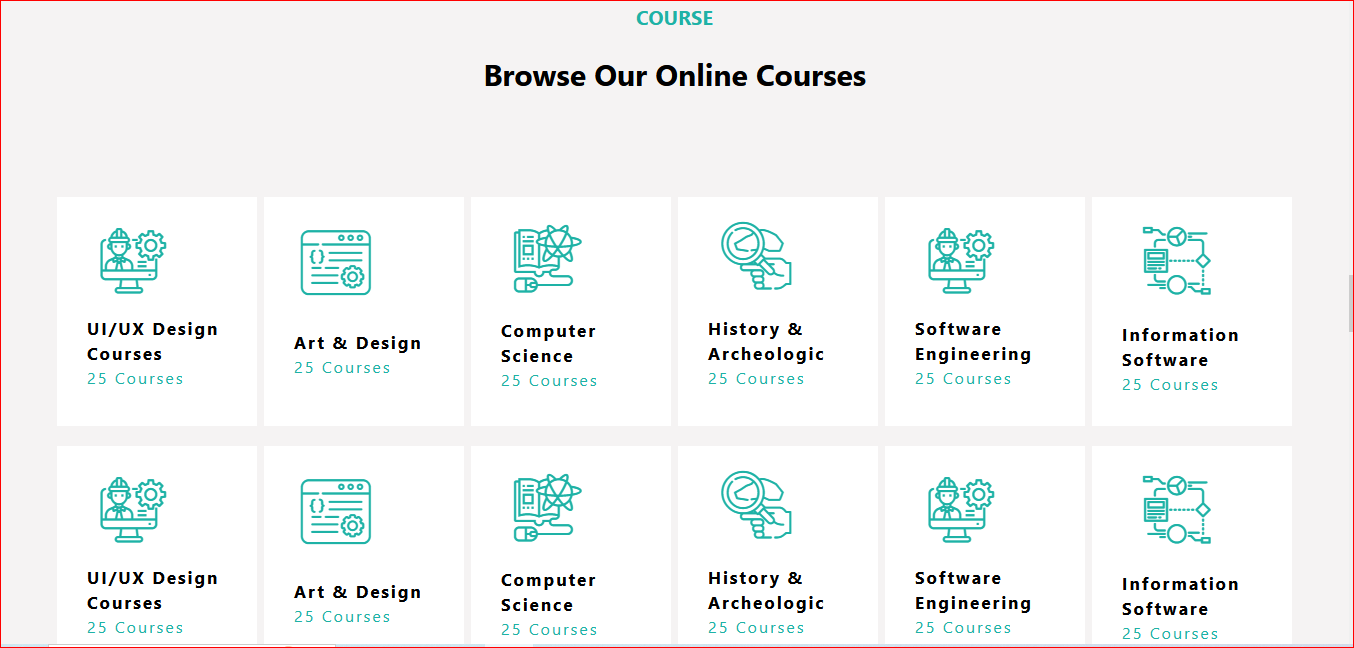 COURSE
Browse Our Online Courses
UI/UX Design
Courses
25 Courses
Art & Design
25 Courses
Computer
Science
25 Courses
History &
Archeologic
25 Courses
Software
Engineering
25 Courses
Information
Software
25 Courses
UI/UX Design
Courses
25 Courses
Art & Design
25 Courses
Computer
Science
25 Courses
History &
Archeologic
25 Courses
Software
Engineering
25 Courses
Information
Software
25 Courses